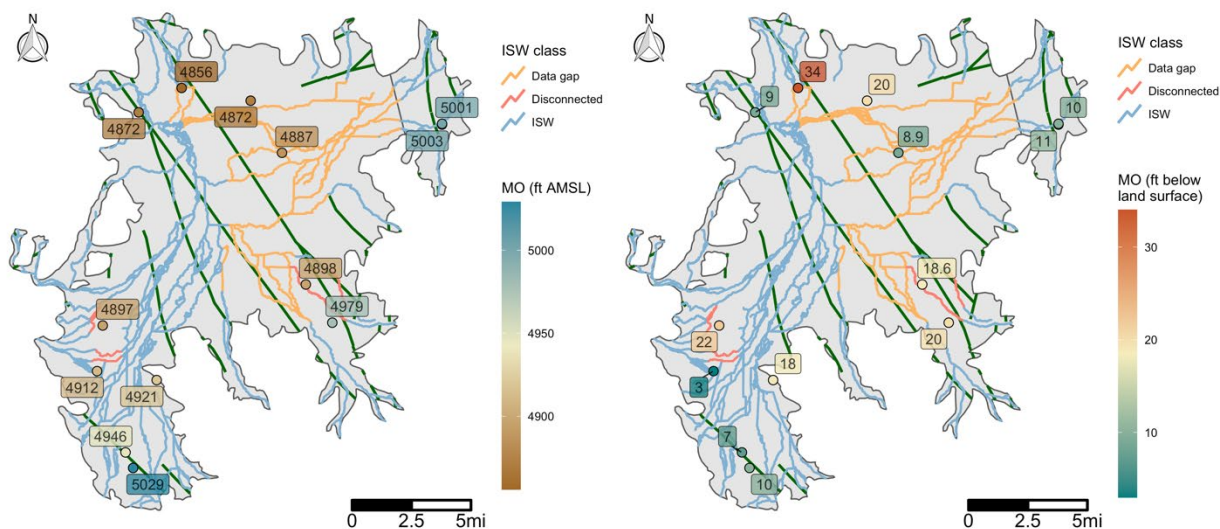 N
ISW class
Data gap
Disconnected
ISW
MO (ft AMSL)
5000
4950
4900
4856
4872
4872
4887
5001
5003
4898
4979
4897
4912
4921
4946
5029
0 2.5 5mi
N
ISW class
Data gap
Disconnected
ISW
MO (ft below
land surface)
30
20
10
34
9
20
8.9
10
11
18.6
20
22
18
3
7
10
0 2.5 5mi